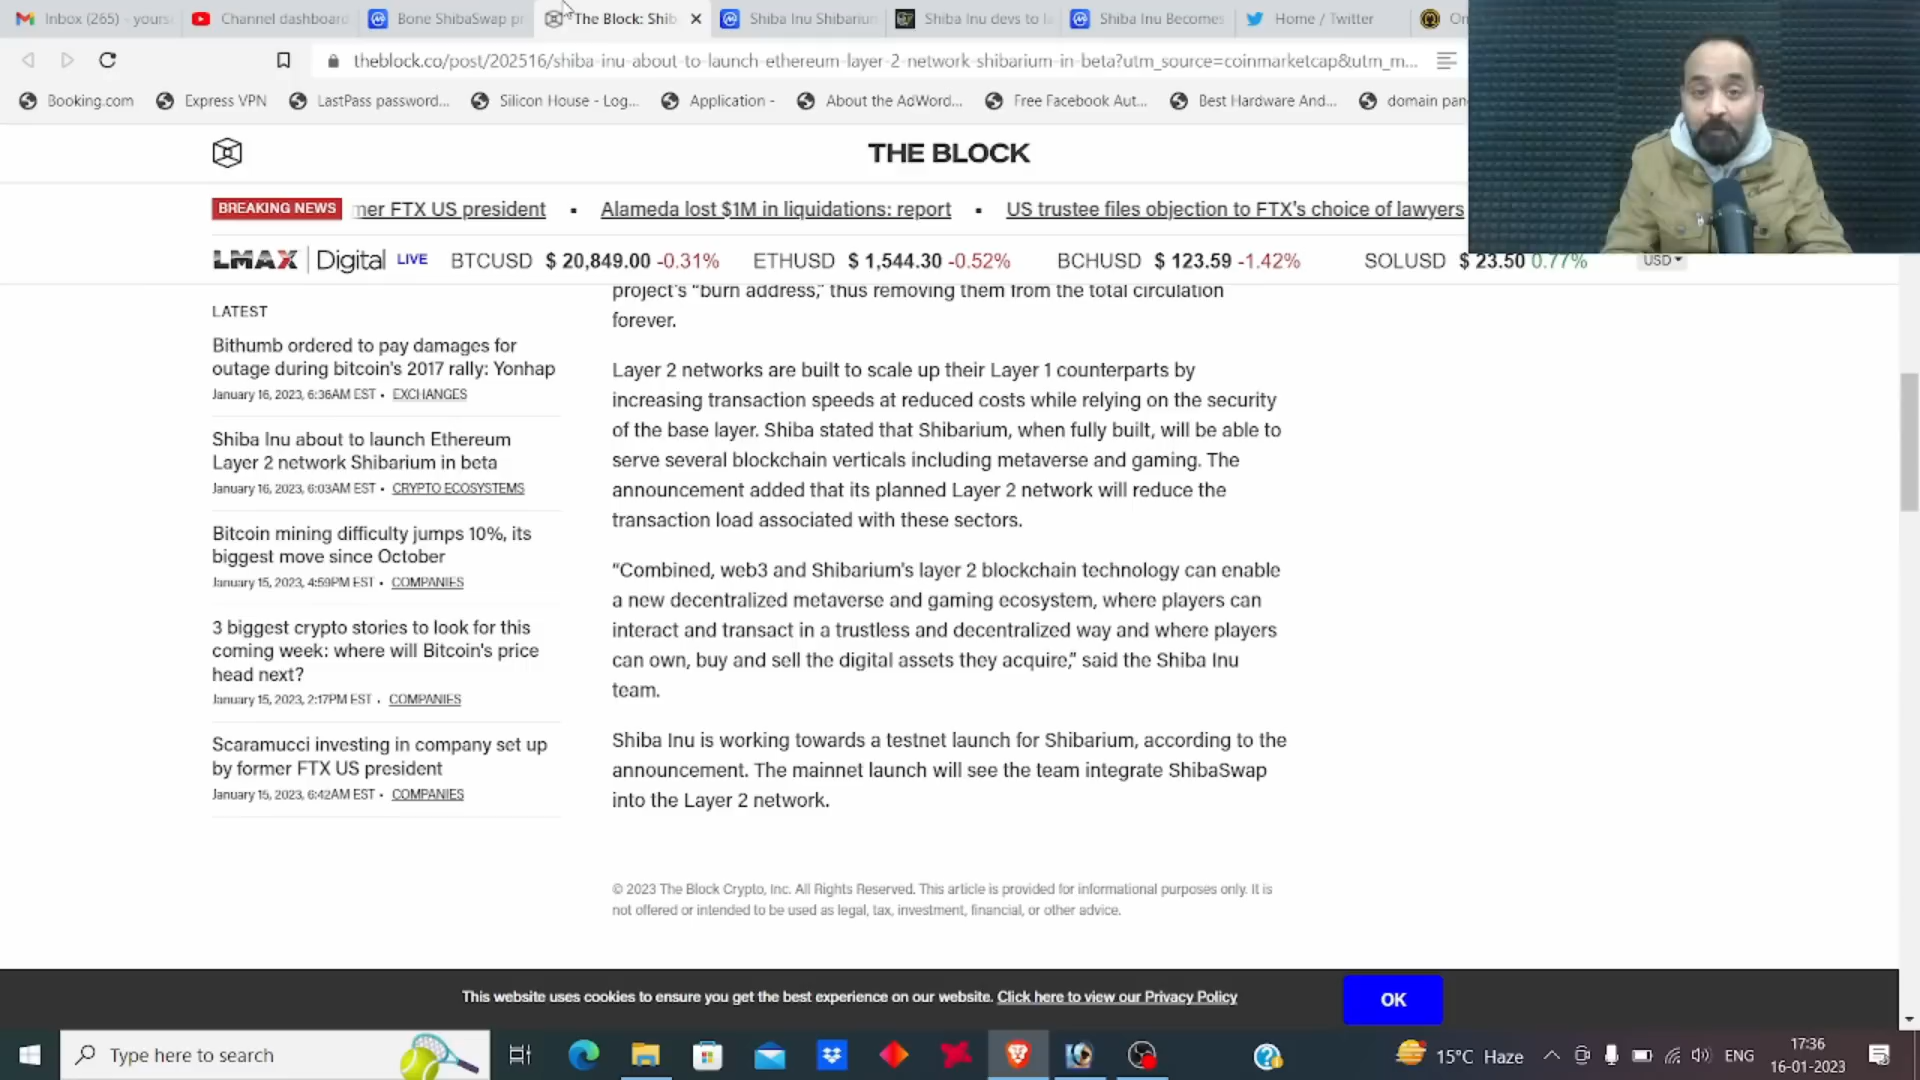 Inbox (265) - yours
Channel dashboard
Bone ShibaSwap pr
The Block: Shib
Shiba Inu Shibarium
Shiba Inu devs to la
Shiba Inu Becomes
Home / Twitter
theblock.co/post/202516/shiba-inu-about-to-launch-ethereum-layer-2-network-shibarium-in-beta?utm_source=coinmarketcap&utm_m...
Booking.com
Express VPN
LastPass password...
Silicon House - Log...
Application -
About the AdWord...
Free Facebook Aut...
Best Hardware And...
domain pan
THE BLOCK
BREAKING NEWS
mer FTX US president ▪ Alameda lost $1M in liquidations: report ▪ US trustee files objection to FTX's choice of lawyers
LMAX | Digital LIVE BTCUSD $ 20,849.00 -0.31% ETHUSD $ 1,544.30 -0.52% BCHUSD $ 123.59 -1.42% SOLUSD $ 23.50 0.77% USD
LATEST
Bithumb ordered to pay damages for
outage during bitcoin's 2017 rally: Yonhap
January 16, 2023, 6:36AM EST • EXCHANGES
Shiba Inu about to launch Ethereum
Layer 2 network Shibarium in beta
January 16, 2023, 6:03AM EST • CRYPTO ECOSYSTEMS
Bitcoin mining difficulty jumps 10%, its
biggest move since October
January 15, 2023, 4:59PM EST • COMPANIES
3 biggest crypto stories to look for this
coming week: where will Bitcoin's price
head next?
January 15, 2023, 2:17PM EST • COMPANIES
Scaramucci investing in company set up
by former FTX US president
January 15, 2023, 6:42AM EST • COMPANIES
project's “burn address,” thus removing them from the total circulation
forever.
Layer 2 networks are built to scale up their Layer 1 counterparts by
increasing transaction speeds at reduced costs while relying on the security
of the base layer. Shiba stated that Shibarium, when fully built, will be able to
serve several blockchain verticals including metaverse and gaming. The
announcement added that its planned Layer 2 network will reduce the
transaction load associated with these sectors.
“Combined, web3 and Shibarium's layer 2 blockchain technology can enable
a new decentralized metaverse and gaming ecosystem, where players can
interact and transact in a trustless and decentralized way and where players
can own, buy and sell the digital assets they acquire,” said the Shiba Inu
team.
Shiba Inu is working towards a testnet launch for Shibarium, according to the
announcement. The mainnet launch will see the team integrate ShibaSwap
into the Layer 2 network.
© 2023 The Block Crypto, Inc. All Rights Reserved. This article is provided for informational purposes only. It is
not offered or intended to be used as legal, tax, investment, financial, or other advice.
This website uses cookies to ensure you get the best experience on our website. Click here to view our Privacy Policy
OK
Type here to search
15°C Haze
ENG
17:36
16-01-2023